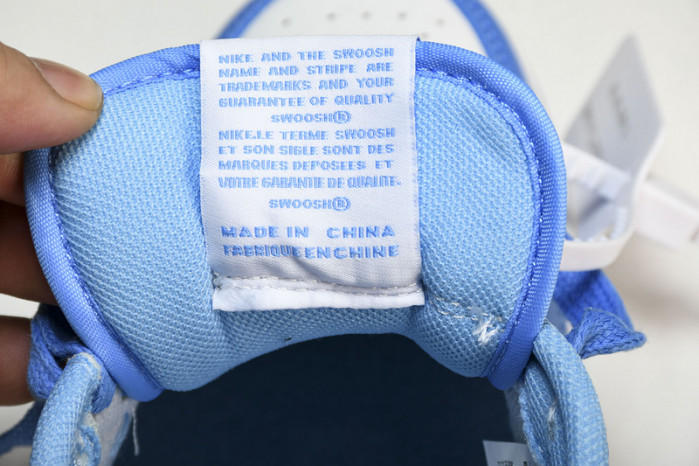 NIKE AND THE SWOOSH
NAME AND STRIPE ARE
TRADEMARKS AND YOUR
GUARANTEE OF QUALITY
SWOOSH®
NIKE.LE TERME SWOOSH
ET SON SIGLE SONT DES
MARQUES DEPOSEES ET
VOTRE GARANTIE DE QUALITE.
SWOOSH®
MADE IN CHINA
FABRIQUE EN CHINE